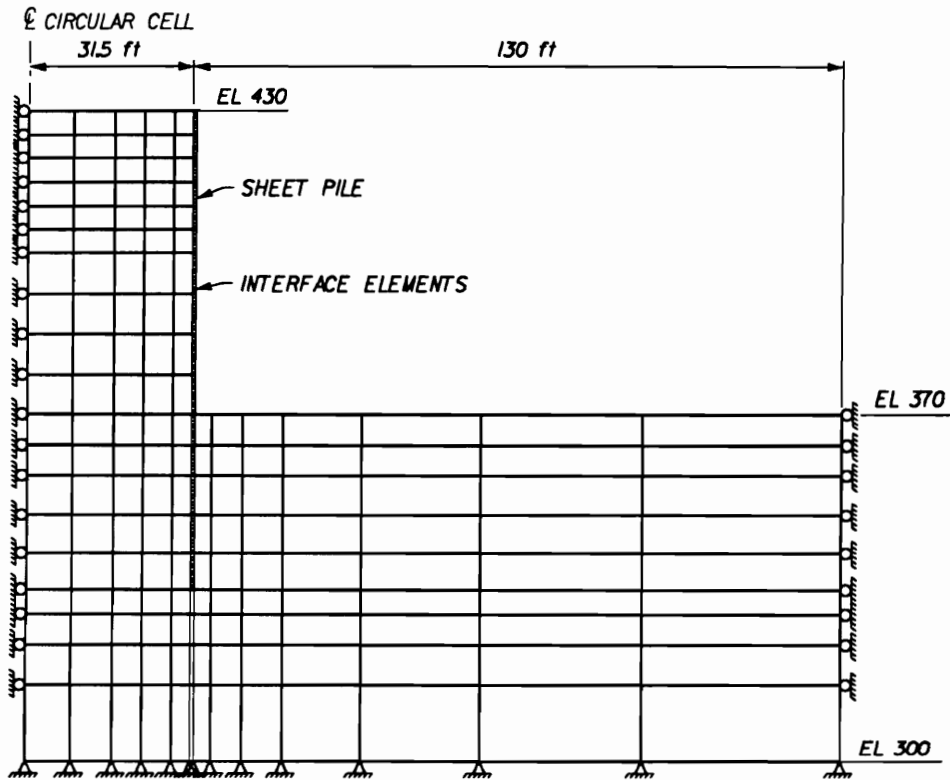 ℄ CIRCULAR CELL
31.5 ft
130 ft
EL 430
SHEET PILE
INTERFACE ELEMENTS
EL 370
EL 300